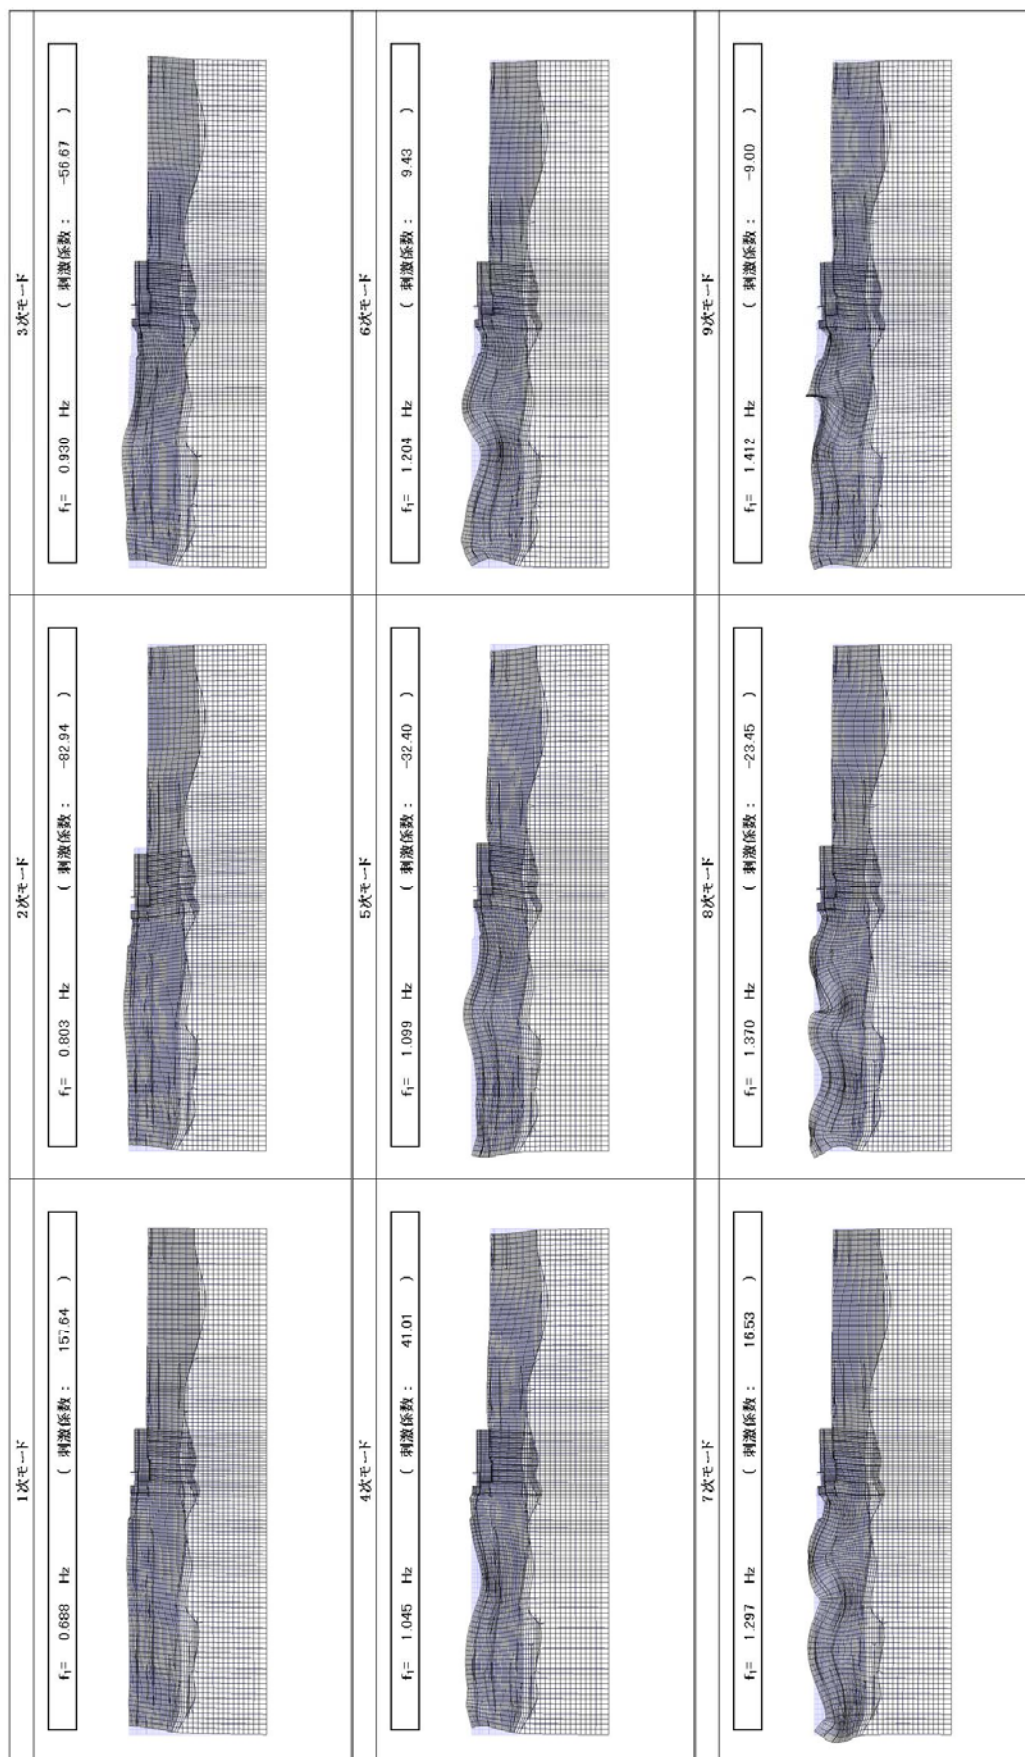 1次モード
f₁= 0.688 Hz ( 刺激係数 : 157.64 )
2次モード
f₁= 0.803 Hz ( 刺激係数 : -82.94 )
3次モード
f₁= 0.930 Hz ( 刺激係数 : -56.67 )
4次モード
f₁= 1.045 Hz ( 刺激係数 : 41.01 )
5次モード
f₁= 1.099 Hz ( 刺激係数 : -32.40 )
6次モード
f₁= 1.204 Hz ( 刺激係数 : 9.43 )
7次モード
f₁= 1.297 Hz ( 刺激係数 : 16.53 )
8次モード
f₁= 1.370 Hz ( 刺激係数 : -23.45 )
9次モード
f₁= 1.412 Hz ( 刺激係数 : -9.00 )